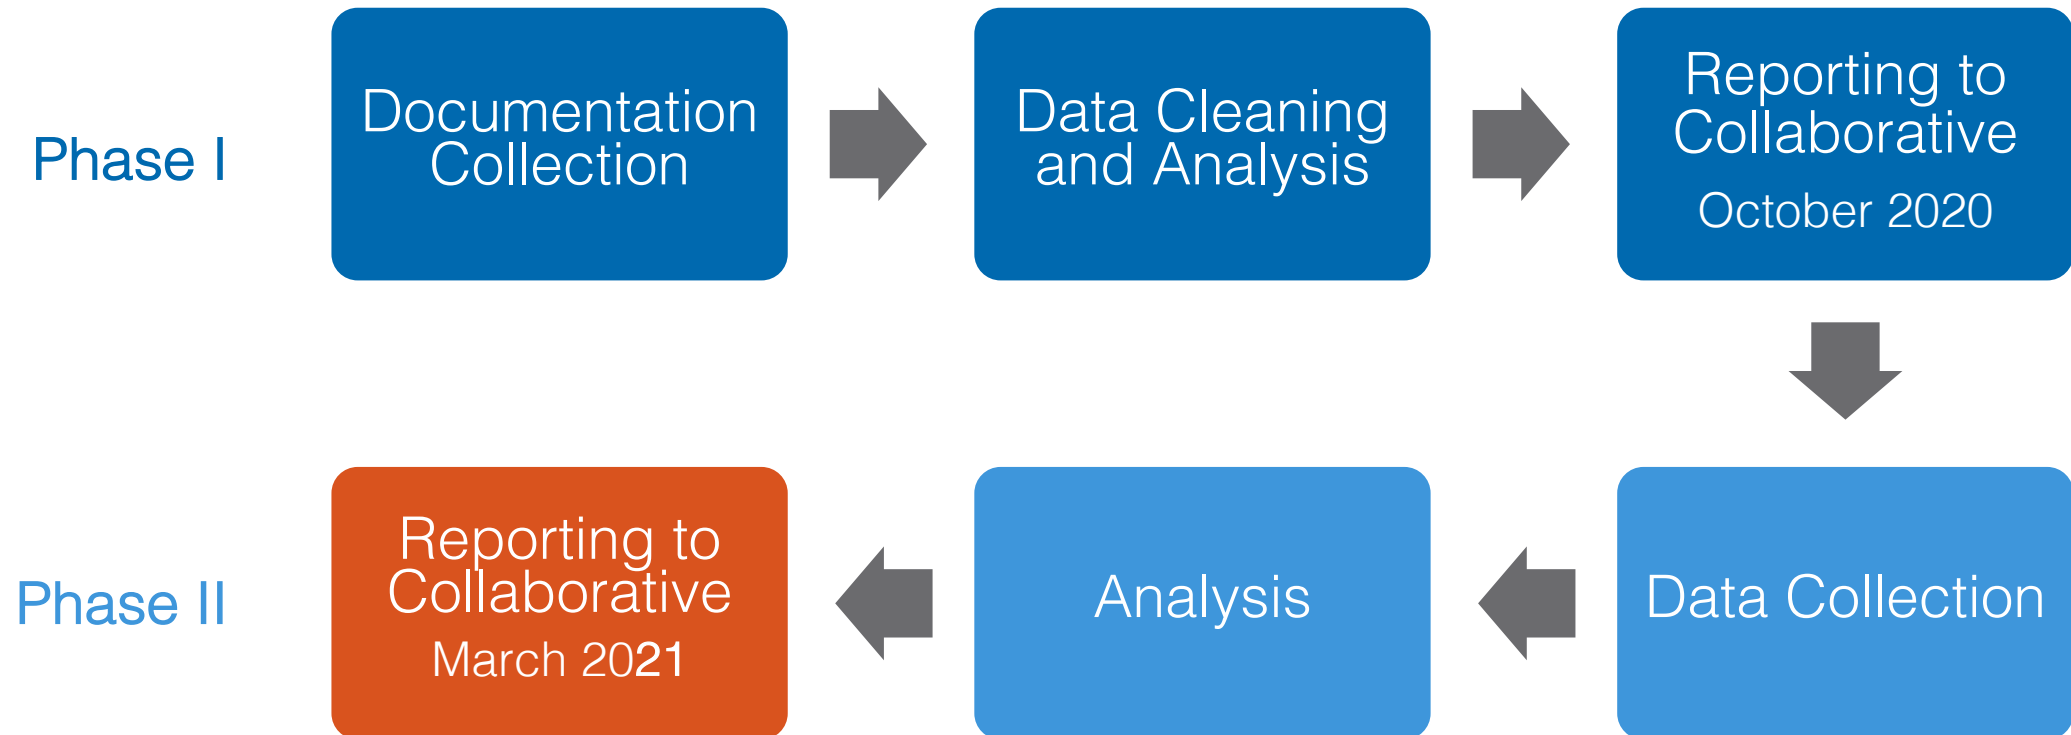 Phase I
Documentation
Collection
Data Cleaning
and Analysis
Reporting to
Collaborative
October 2020
Phase II
Reporting to
Collaborative
March 2021
Analysis
Data Collection